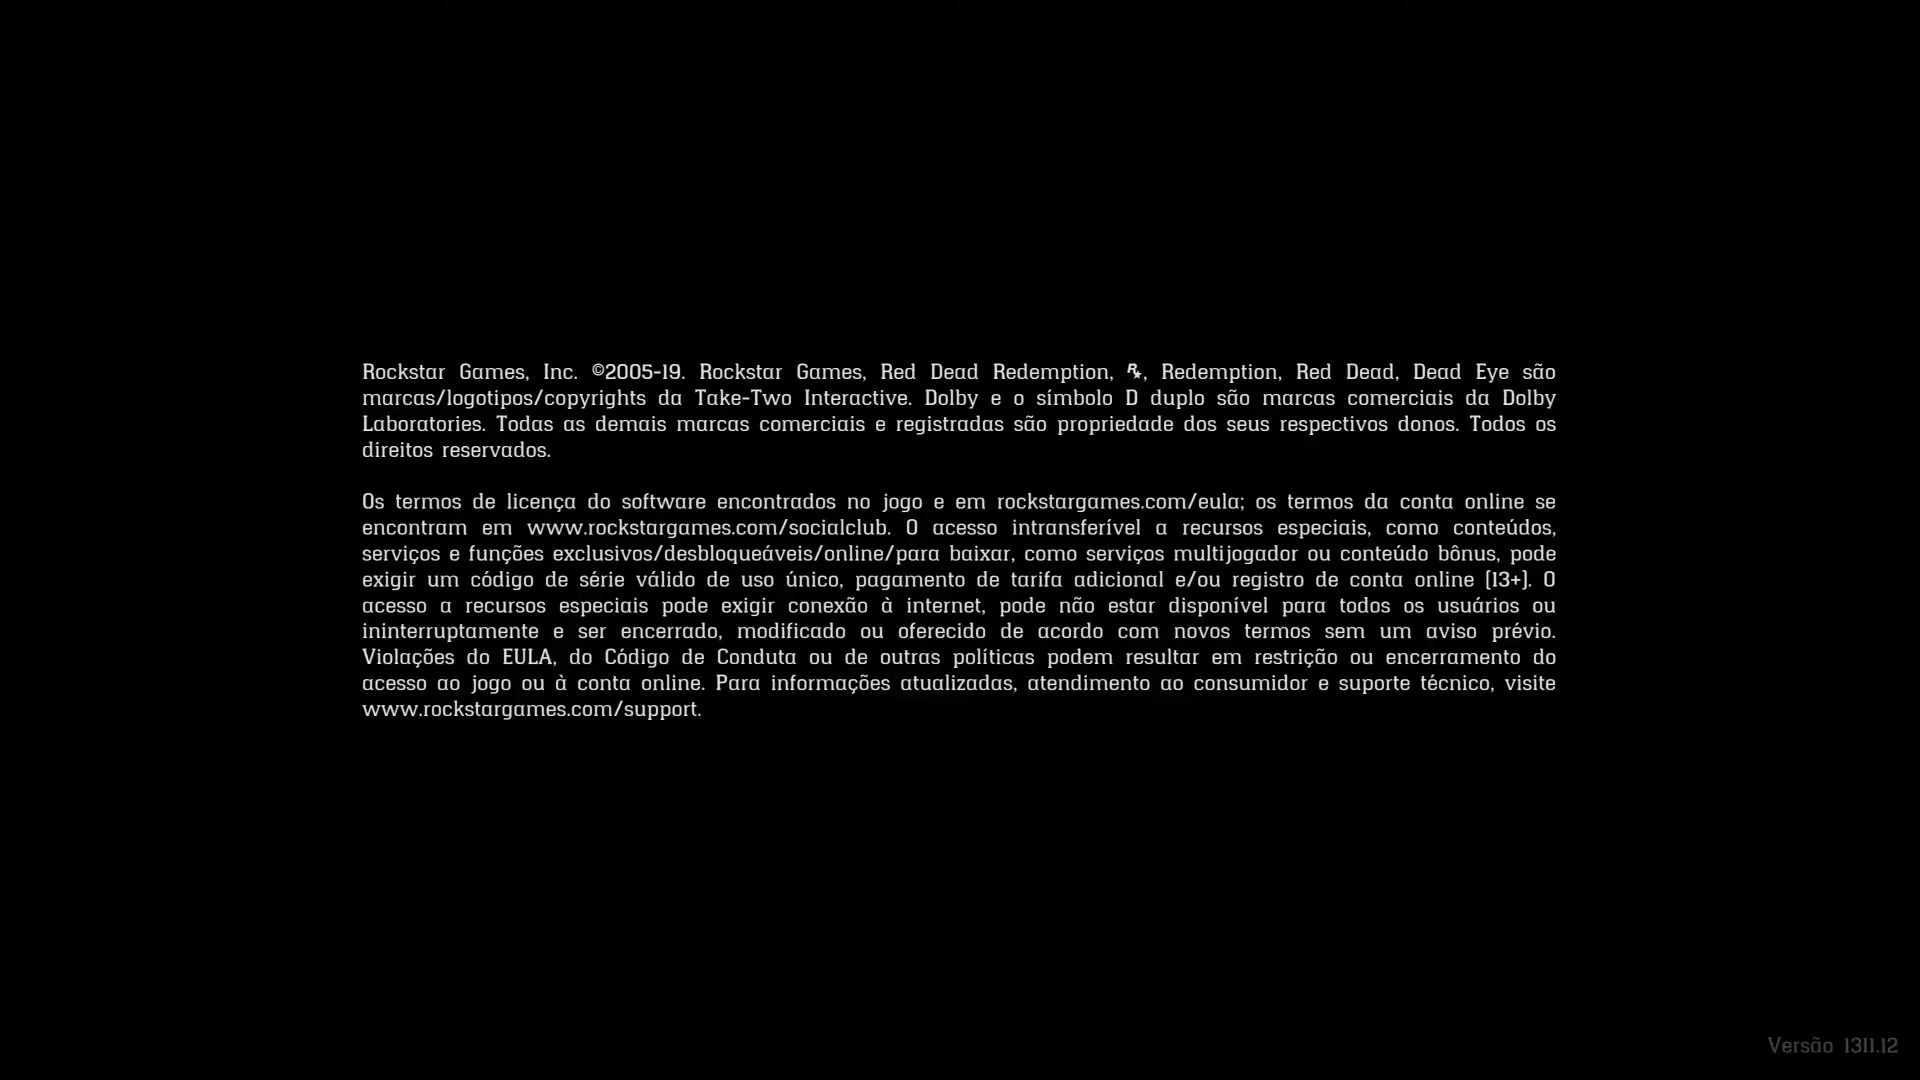 Rockstar Games, Inc. ©2005-19. Rockstar Games, Red Dead Redemption, R★, Redemption, Red Dead, Dead Eye são
marcas/logotipos/copyrights da Take-Two Interactive. Dolby e o símbolo D duplo são marcas comerciais da Dolby
Laboratories. Todas as demais marcas comerciais e registradas são propriedade dos seus respectivos donos. Todos os
direitos reservados.
Os termos de licença do software encontrados no jogo e em rockstargames.com/eula; os termos da conta online se
encontram em www.rockstargames.com/socialclub. O acesso intransferível a recursos especiais, como conteúdos,
serviços e funções exclusivos/desbloqueáveis/online/para baixar, como serviços multijogador ou conteúdo bônus, pode
exigir um código de série válido de uso único, pagamento de tarifa adicional e/ou registro de conta online (13+). O
acesso a recursos especiais pode exigir conexão à internet, pode não estar disponível para todos os usuários ou
ininterruptamente e ser encerrado, modificado ou oferecido de acordo com novos termos sem um aviso prévio.
Violações do EULA, do Código de Conduta ou de outras políticas podem resultar em restrição ou encerramento do
acesso ao jogo ou à conta online. Para informações atualizadas, atendimento ao consumidor e suporte técnico, visite
www.rockstargames.com/support.
Versão 1311.12